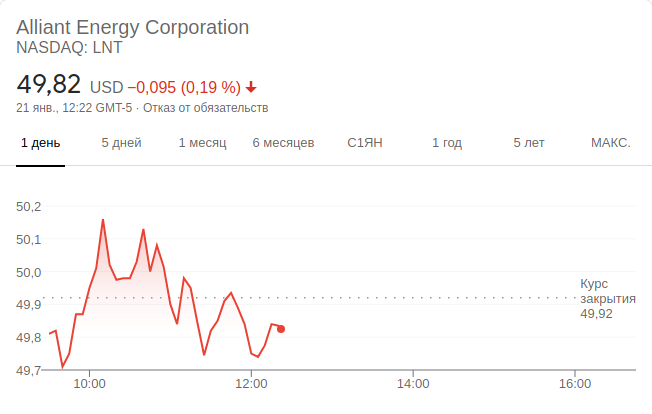 Alliant Energy Corporation
NASDAQ: LNT
49,82 USD −0,095 (0,19 %)
21 янв., 12:22 GMT-5 · Отказ от обязательств
1 день 5 дней 1 месяц 6 месяцев С1ЯН 1 год 5 лет МАКС.
50,2
50,1
50,0
49,9
49,8
49,7
Курс
закрытия
49,92
10:00 12:00 14:00 16:00